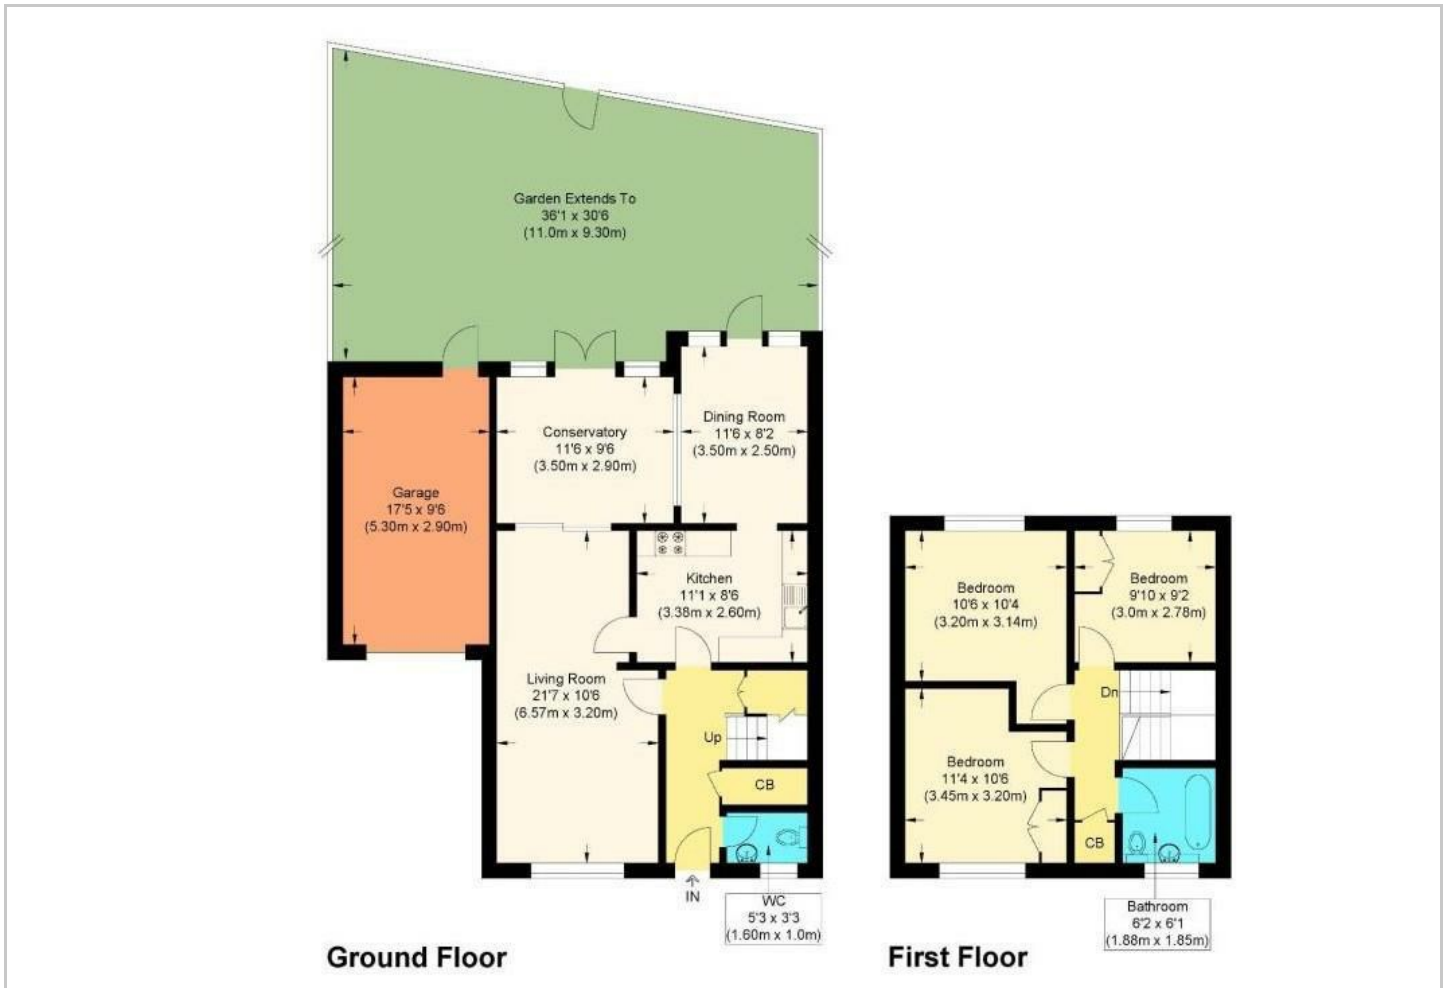 Garden Extends To
36'1 x 30'6
(11.0m x 9.30m)
Conservatory
11'6 x 9'6
(3.50m x 2.90m)
Dining Room
11'6 x 8'2
(3.50m x 2.50m)
Garage
17'5 x 9'6
(5.30m x 2.90m)
Kitchen
11'1 x 8'6
(3.38m x 2.60m)
Living Room
21'7 x 10'6
(6.57m x 3.20m)
Up
CB
IN
WC
5'3 x 3'3
(1.60m x 1.0m)
Ground Floor
Bedroom
10'6 x 10'4
(3.20m x 3.14m)
Bedroom
9'10 x 9'2
(3.0m x 2.78m)
Dn
Bedroom
11'4 x 10'6
(3.45m x 3.20m)
CB
Bathroom
6'2 x 6'1
(1.88m x 1.85m)
First Floor